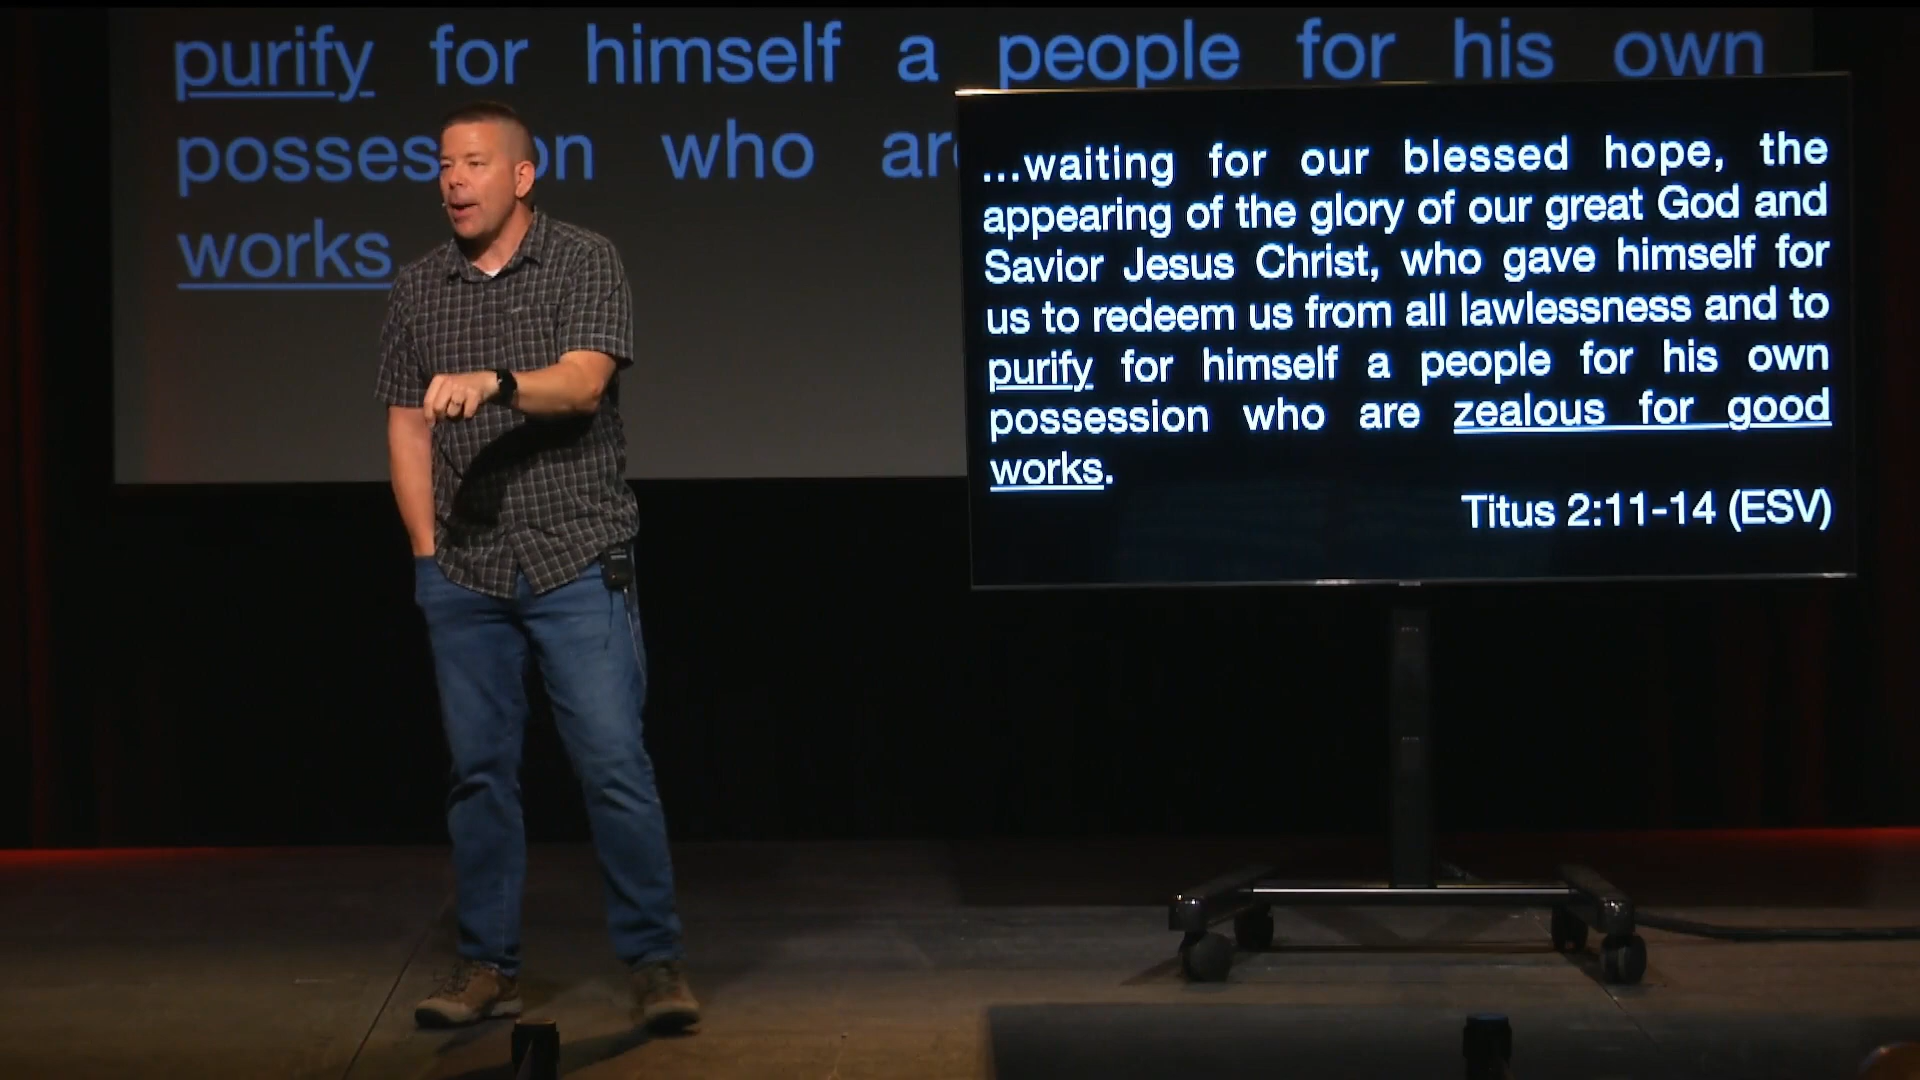 purify for himself a people for his own
possession who are
works
...waiting for our blessed hope, the
appearing of the glory of our great God and
Savior Jesus Christ, who gave himself for
us to redeem us from all lawlessness and to
purify for himself a people for his own
possession who are zealous for good
works.
Titus 2:11-14 (ESV)